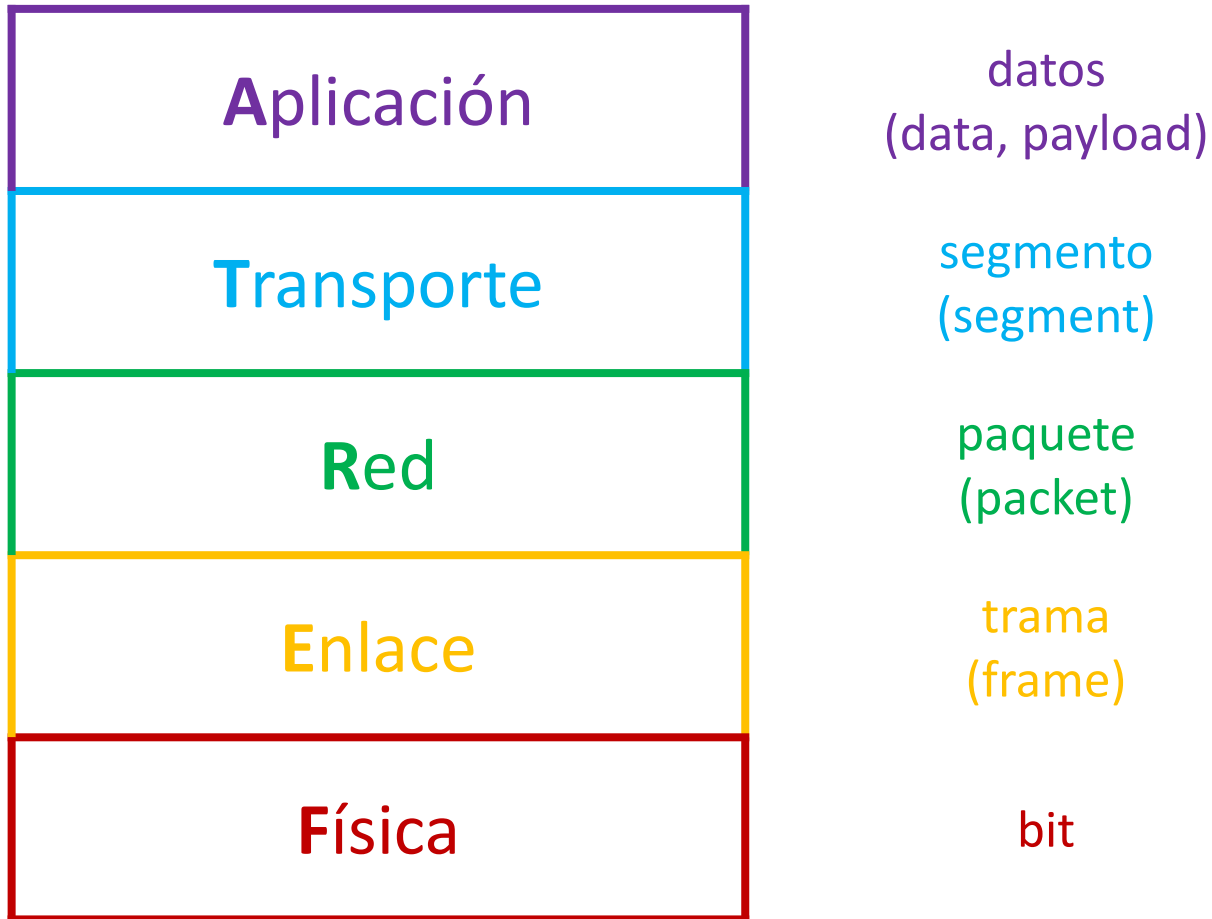 Aplicación
datos
(data, payload)
Transporte
segmento
(segment)
Red
paquete
(packet)
Enlace
trama
(frame)
Física
bit